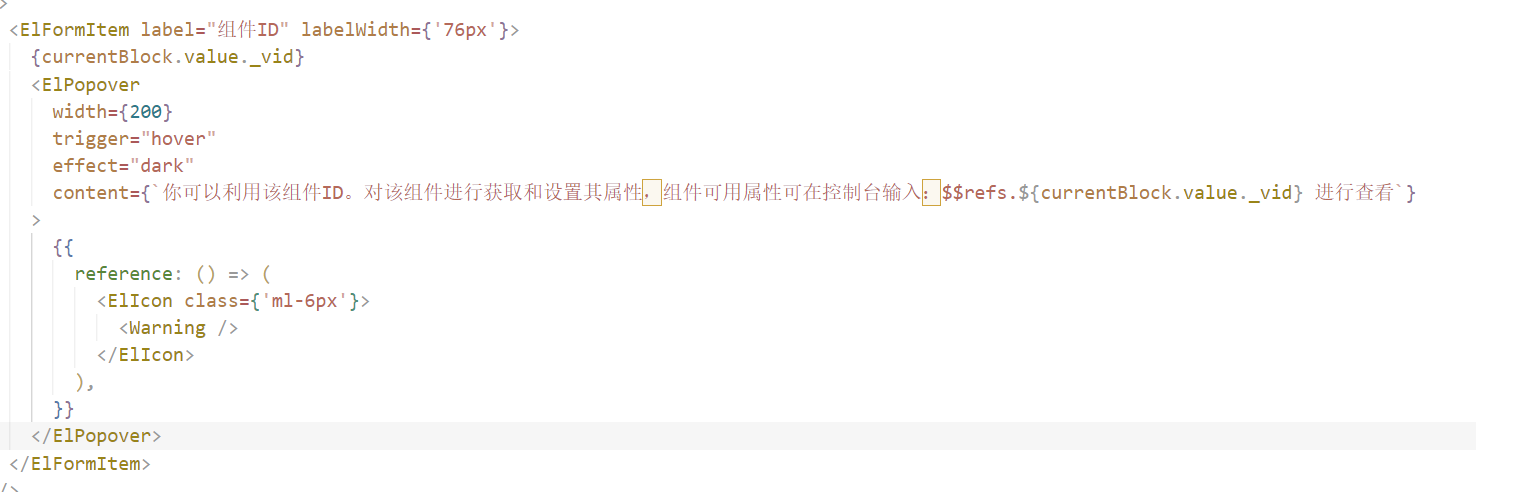 >
<ElFormItem label="组件ID" labelWidth={'76px'}>
{currentBlock.value._vid}
<ElPopover
width={200}
trigger="hover"
effect="dark"
content={`你可以利用该组件ID。对该组件进行获取和设置其属性，组件可用属性可在控制台输入：$$refs.${currentBlock.value._vid} 进行查看`}
>
{{
reference: () => (
<ElIcon class={'ml-6px'}>
<Warning />
</ElIcon>
),
}}
</ElPopover>
</ElFormItem>
/>